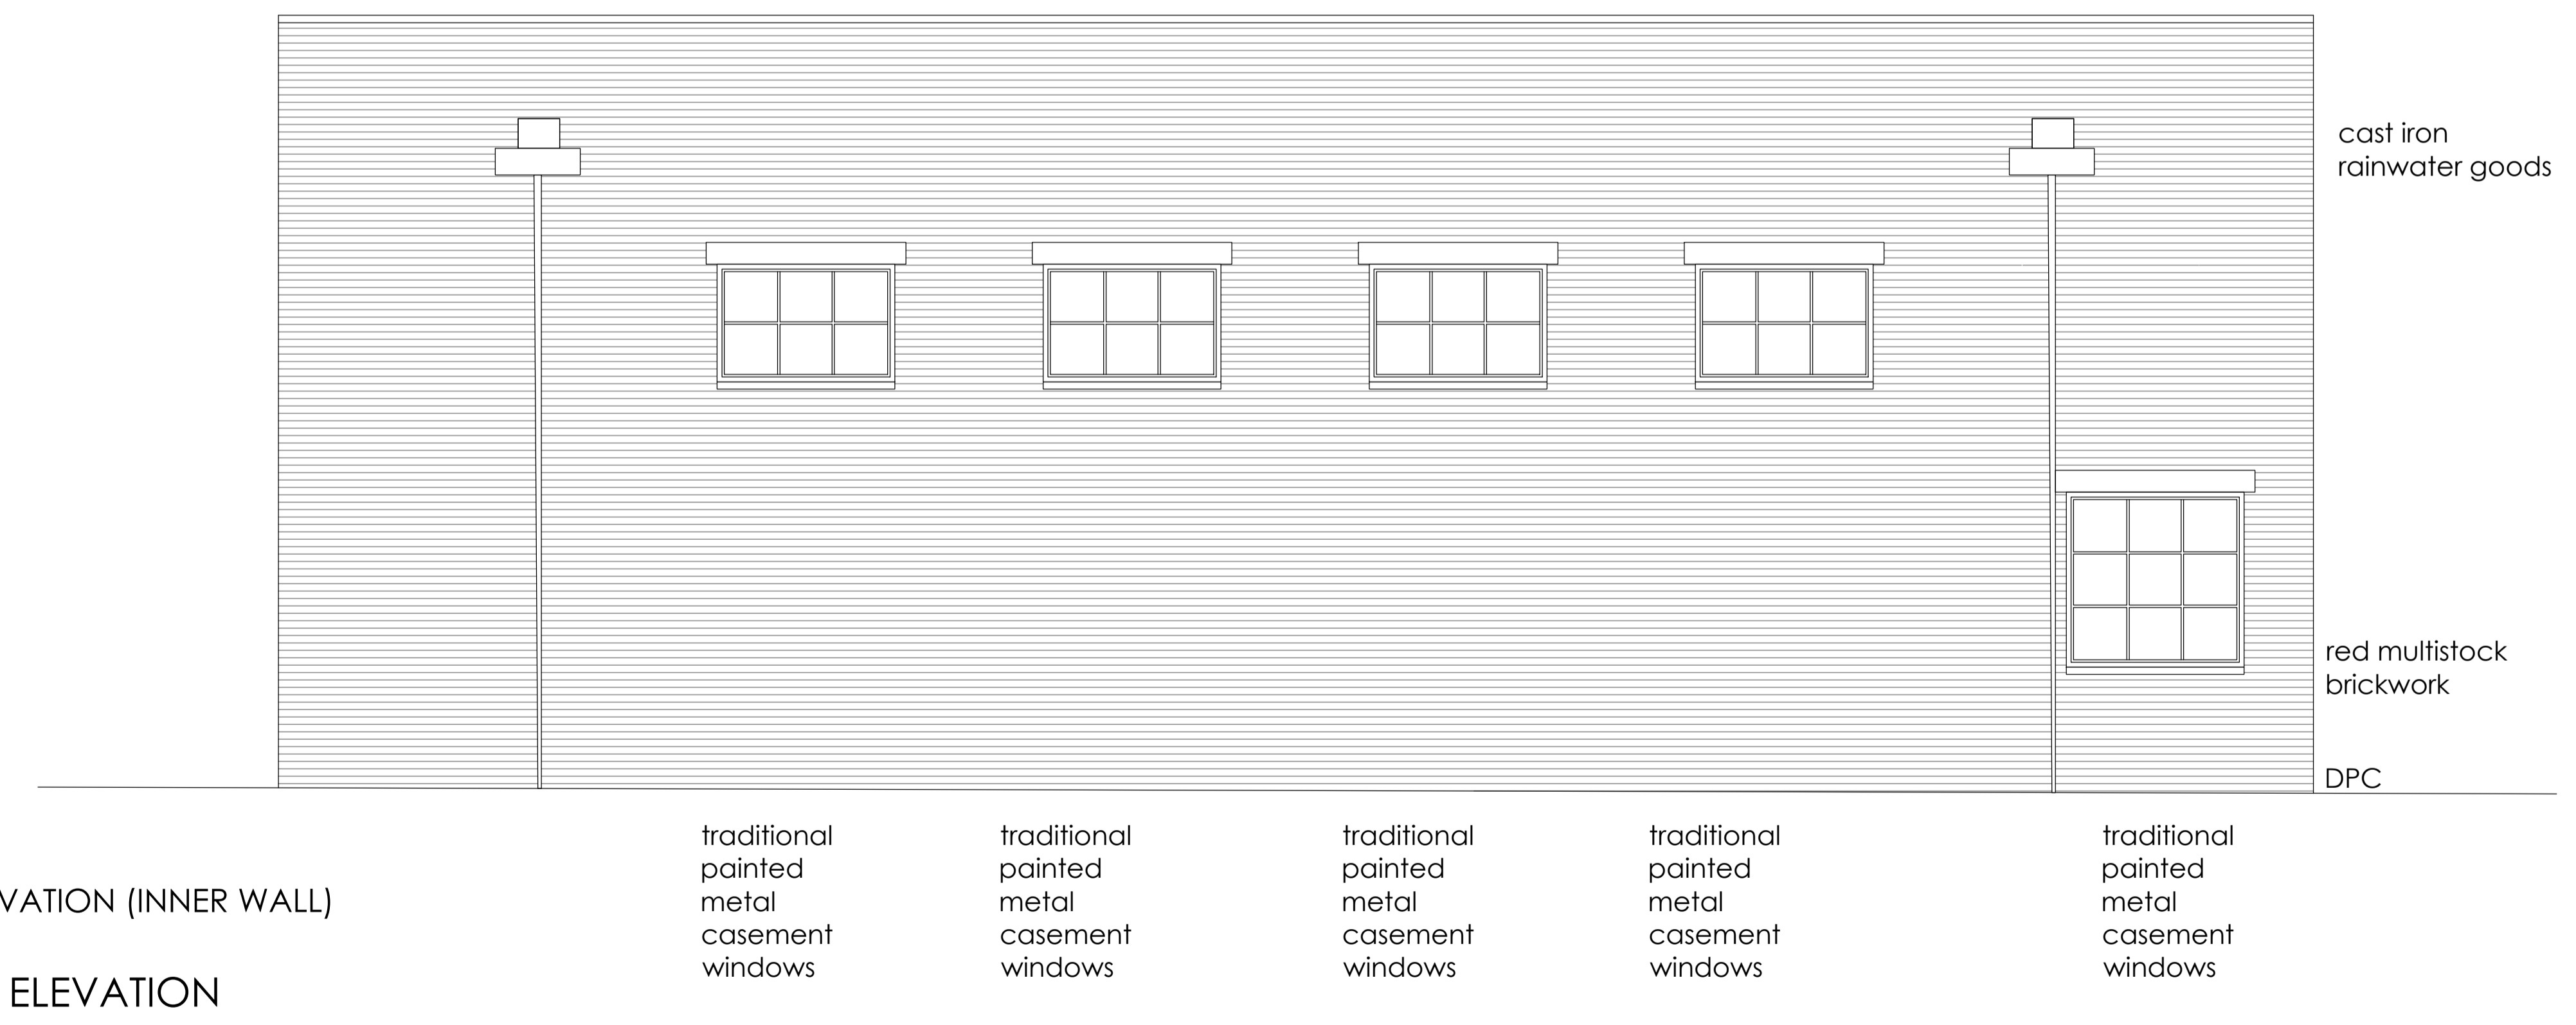 cast iron
rainwater goods
red multistock
brickwork
DPC
traditional
painted
metal
casement
windows
traditional
painted
metal
casement
windows
traditional
painted
metal
casement
windows
traditional
painted
metal
casement
windows
traditional
painted
metal
casement
windows
VATION (INNER WALL)
ELEVATION